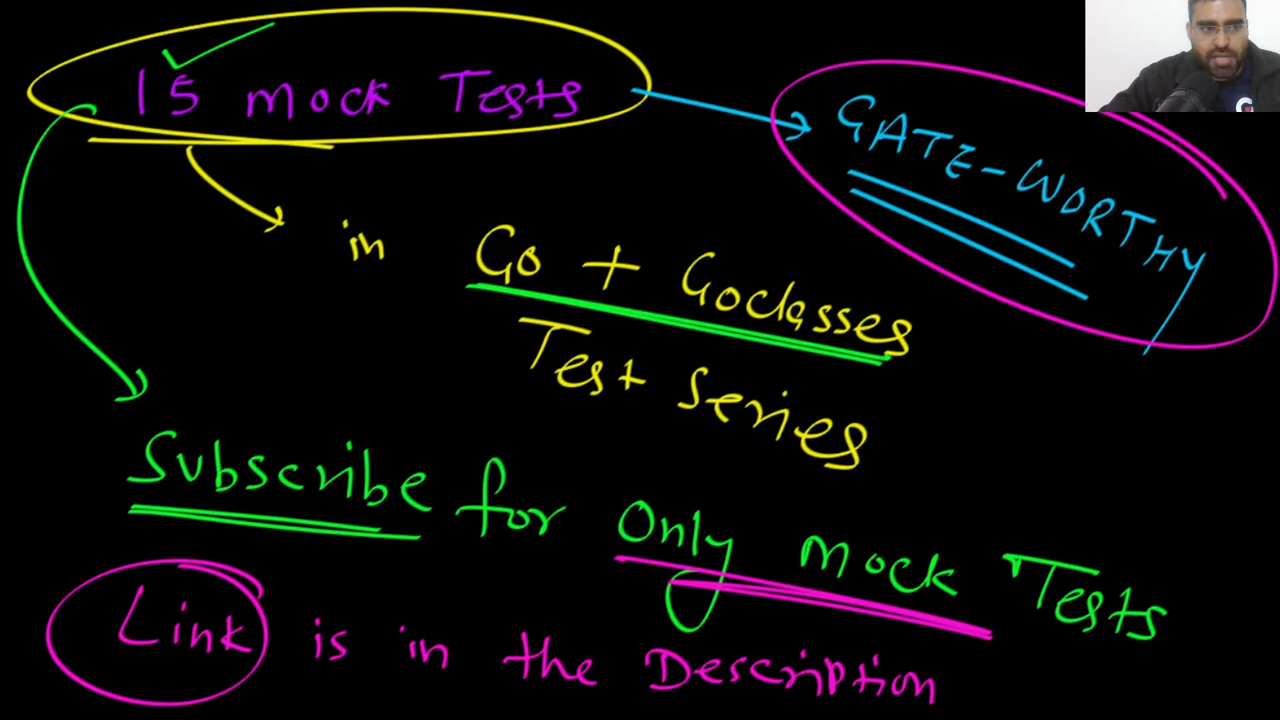 15 mock Tests
GATE-WORTHY
in Go + Goclasses
Test Series
Subscribe for Only mock Tests
Link is in the Description